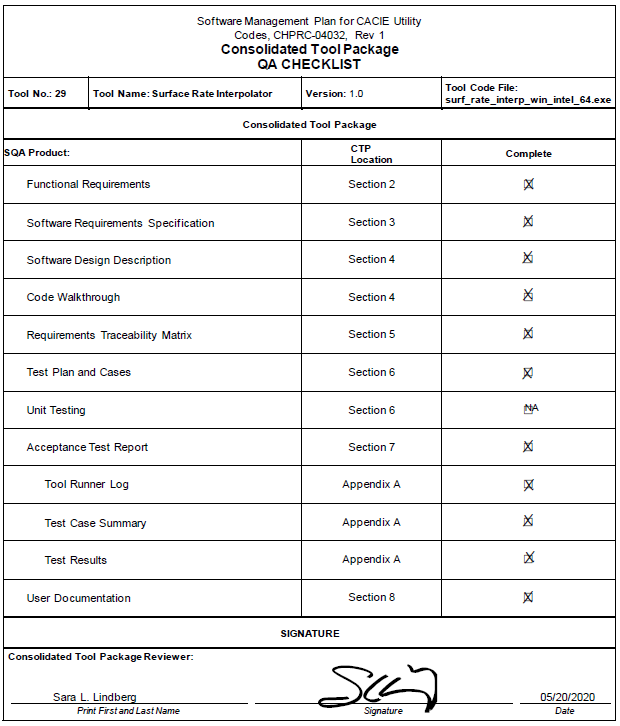 Software Management Plan for CACIE Utility
Codes, CHPRC-04032, Rev 1
Consolidated Tool Package
QA CHECKLIST
Tool No.: 29 Tool Name: Surface Rate Interpolator Version: 1.0 Tool Code File: surf_rate_interp_win_intel_64.exe
Consolidated Tool Package
SQA Product: CTP Location Complete
Functional Requirements Section 2 X
Software Requirements Specification Section 3 X
Software Design Description Section 4 X
Code Walkthrough Section 4 X
Requirements Traceability Matrix Section 5 X
Test Plan and Cases Section 6 X
Unit Testing Section 6 NA
Acceptance Test Report Section 7 X
Tool Runner Log Appendix A X
Test Case Summary Appendix A X
Test Results Appendix A X
User Documentation Section 8 X
SIGNATURE
Consolidated Tool Package Reviewer:
Sara L. Lindberg 05/20/2020
Print First and Last Name Signature Date